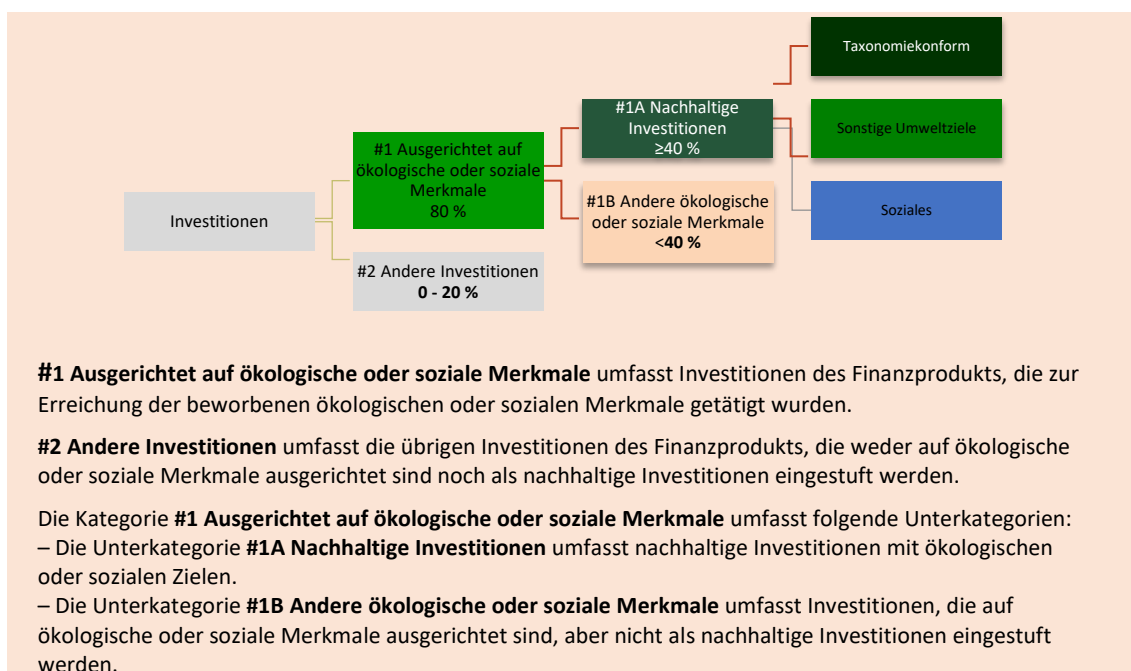 Taxonomiekonform
#1A Nachhaltige
Investitionen
≥40 %
Sonstige Umweltziele
#1 Ausgerichtet auf
ökologische oder soziale
Merkmale
80 %
#1B Andere ökologische
oder soziale Merkmale
<40 %
Soziales
Investitionen
#2 Andere Investitionen
0 - 20 %
#1 Ausgerichtet auf ökologische oder soziale Merkmale umfasst Investitionen des Finanzprodukts, die zur
Erreichung der beworbenen ökologischen oder sozialen Merkmale getätigt wurden.
#2 Andere Investitionen umfasst die übrigen Investitionen des Finanzprodukts, die weder auf ökologische
oder soziale Merkmale ausgerichtet sind noch als nachhaltige Investitionen eingestuft werden.
Die Kategorie #1 Ausgerichtet auf ökologische oder soziale Merkmale umfasst folgende Unterkategorien:
– Die Unterkategorie #1A Nachhaltige Investitionen umfasst nachhaltige Investitionen mit ökologischen
oder sozialen Zielen.
– Die Unterkategorie #1B Andere ökologische oder soziale Merkmale umfasst Investitionen, die auf
ökologische oder soziale Merkmale ausgerichtet sind, aber nicht als nachhaltige Investitionen eingestuft
werden.